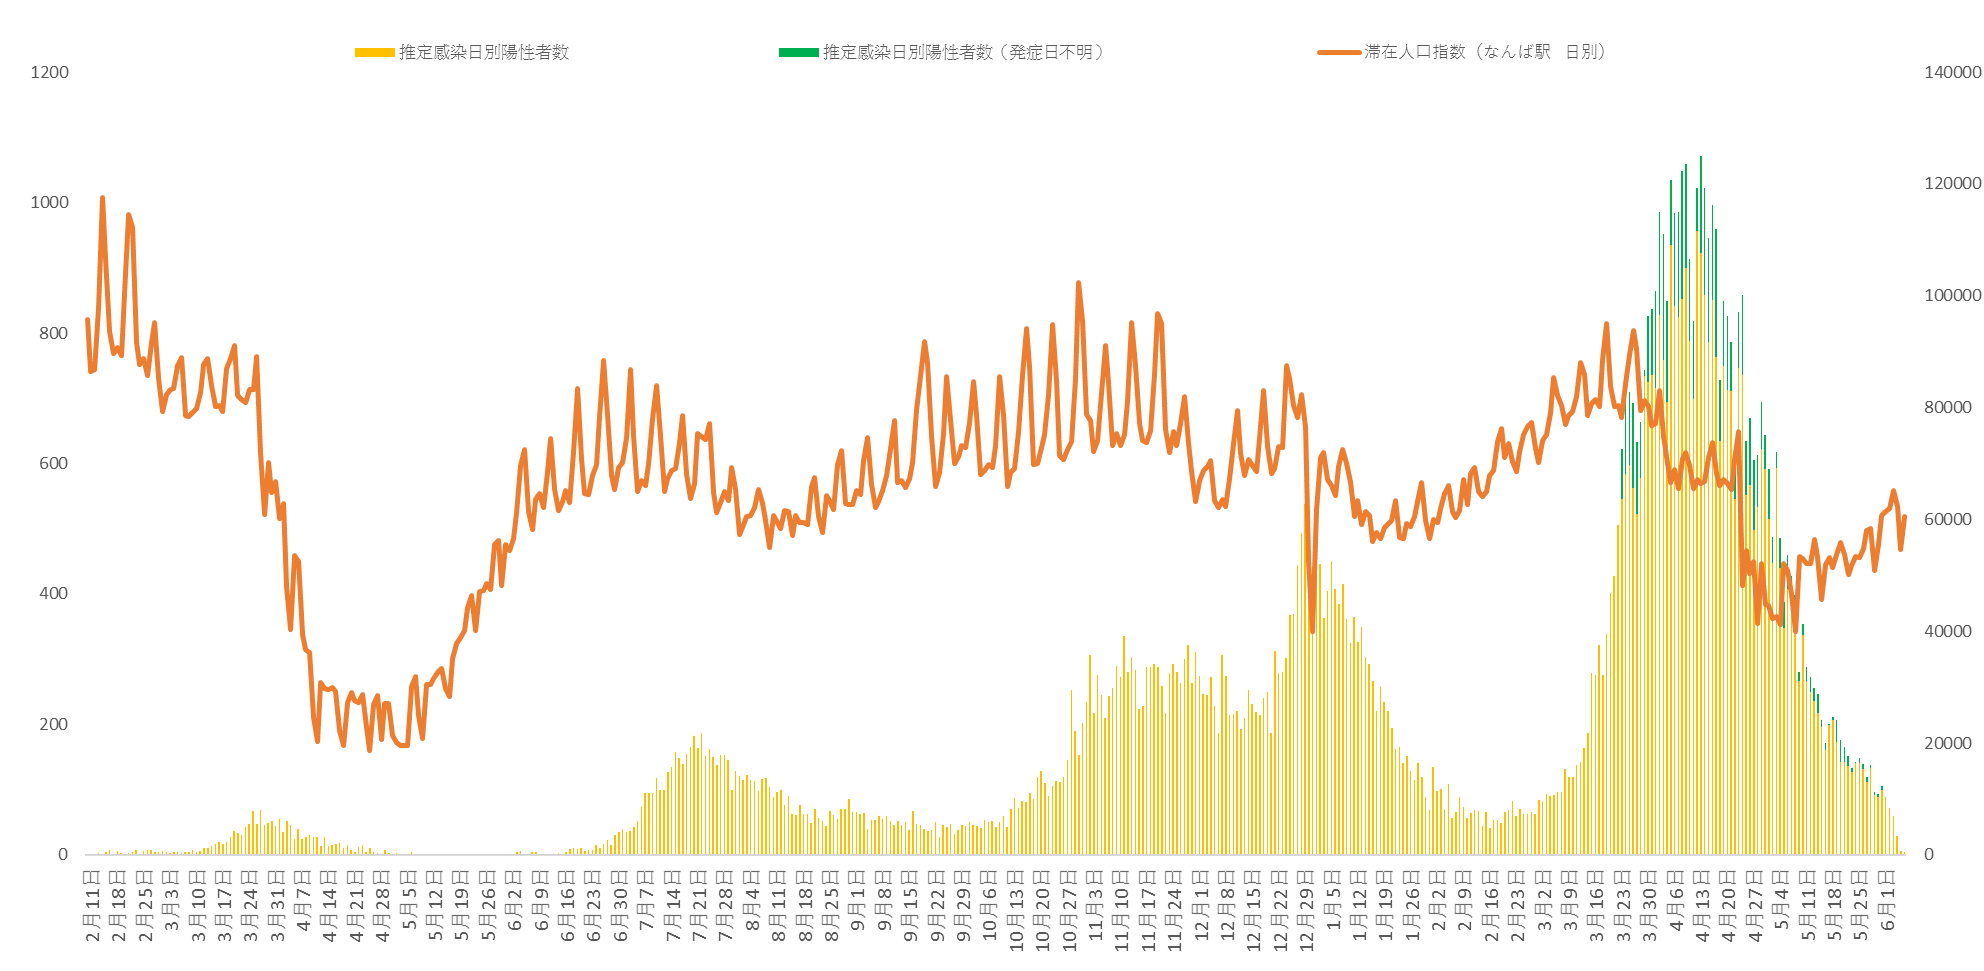 推定感染日別陽性者数
推定感染日別陽性者数（発症日不明）
滞在人口指数（なんば駅　日別）
1200
1000
800
600
400
200
0
140000
120000
100000
80000
60000
40000
20000
0
2月11日
2月18日
2月25日
3月3日
3月10日
3月17日
3月24日
3月31日
4月7日
4月14日
4月21日
4月28日
5月5日
5月12日
5月19日
5月26日
6月2日
6月9日
6月16日
6月23日
6月30日
7月7日
7月14日
7月21日
7月28日
8月4日
8月11日
8月18日
8月25日
9月1日
9月8日
9月15日
9月22日
9月29日
10月6日
10月13日
10月20日
10月27日
11月3日
11月10日
11月17日
11月24日
12月1日
12月8日
12月15日
12月22日
12月29日
1月5日
1月12日
1月19日
1月26日
2月2日
2月9日
2月16日
2月23日
3月2日
3月9日
3月16日
3月23日
3月30日
4月6日
4月13日
4月20日
4月27日
5月4日
5月11日
5月18日
5月25日
6月1日